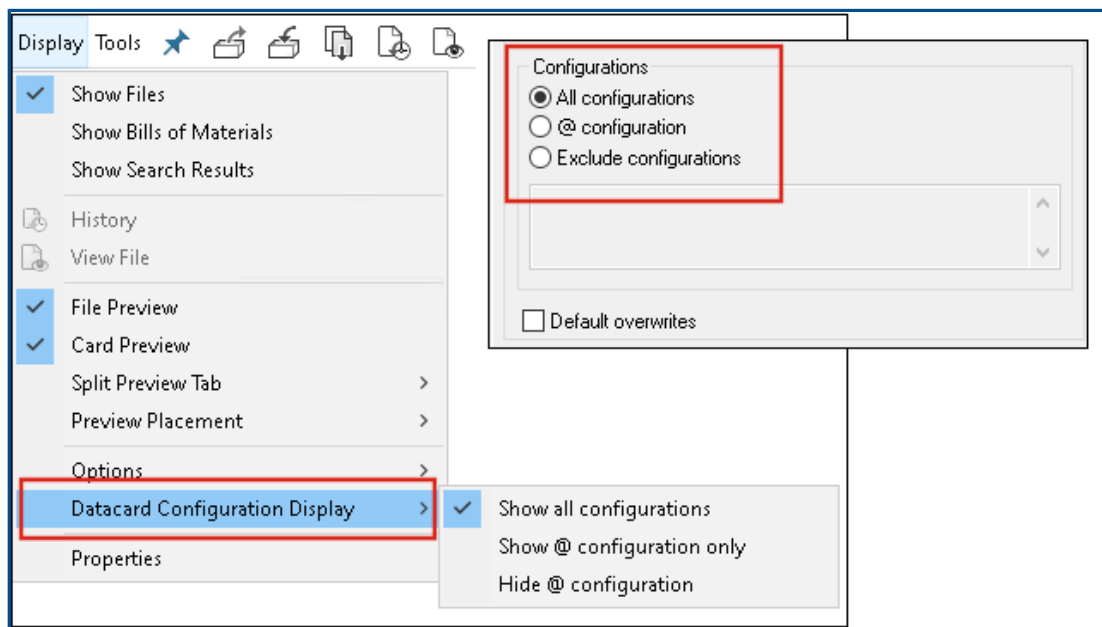 Display Tools
Show Files
Show Bills of Materials
Show Search Results
History
View File
File Preview
Card Preview
Split Preview Tab
Preview Placement
Options
Datacard Configuration Display
Properties
Show all configurations
Show @ configuration only
Hide @ configuration
Configurations
All configurations
@ configuration
Exclude configurations
Default overwrites